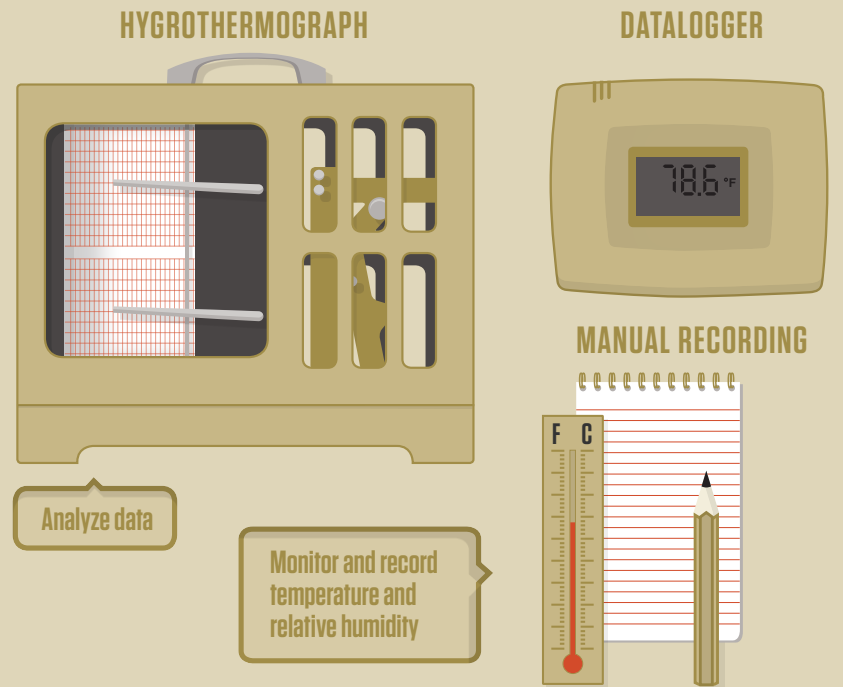 HYGROTHERMOGRAPH
DATALOGGER
78.6 °F
MANUAL RECORDING
F C
Analyze data
Monitor and record
temperature and
relative humidity